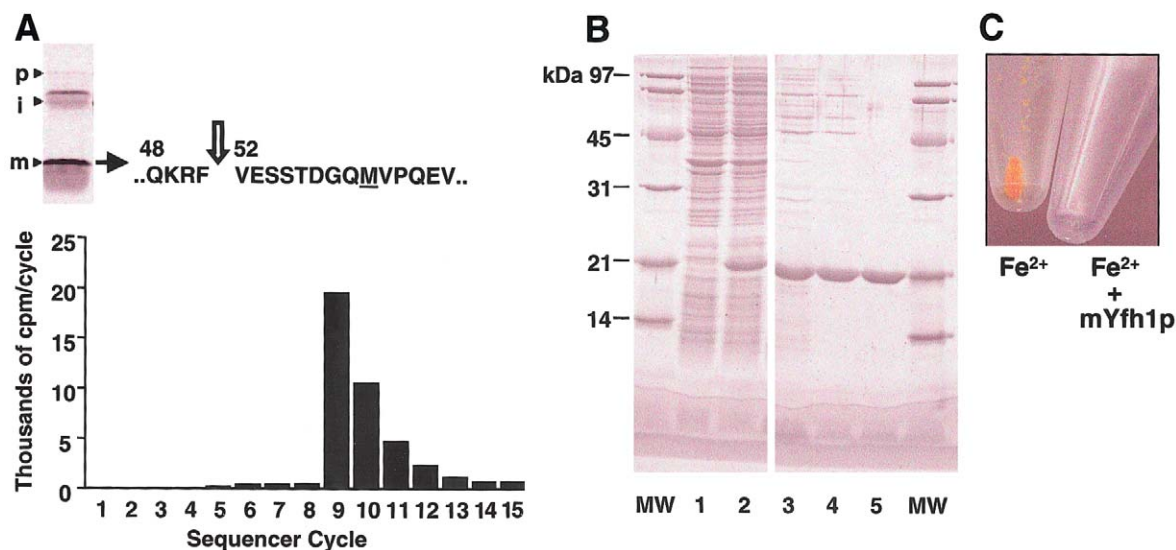 A
p
i
m
48
52
..QKRF VESSTDGQMVPQEV..
Thousands of cpm/cycle
25
20
15
10
5
0
1 2 3 4 5 6 7 8 9 10 11 12 13 14 15
Sequencer Cycle
B
kDa 97
45
31
21
14
MW 1 2 3 4 5 MW
C
Fe²⁺
Fe²⁺
+
mYfh1p